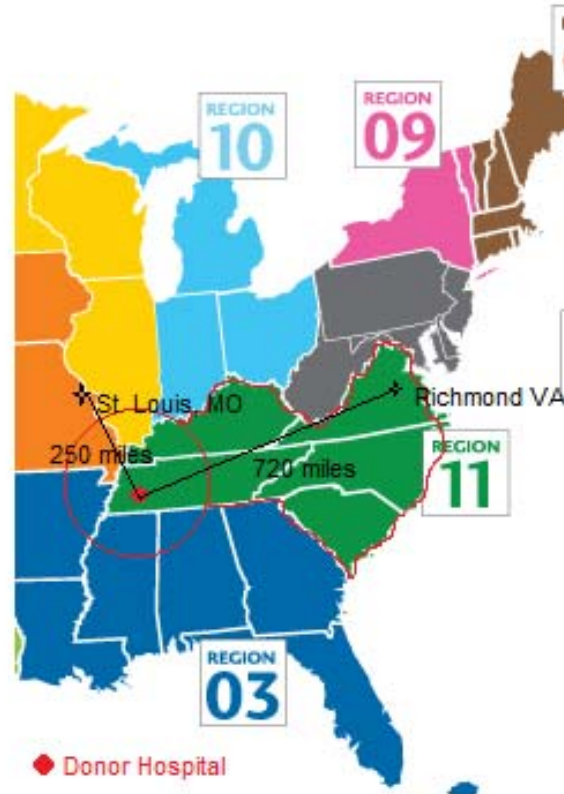 REGION
10
REGION
09
St. Louis, MO
Richmond VA
250 miles
720 miles
REGION
11
REGION
03
Donor Hospital